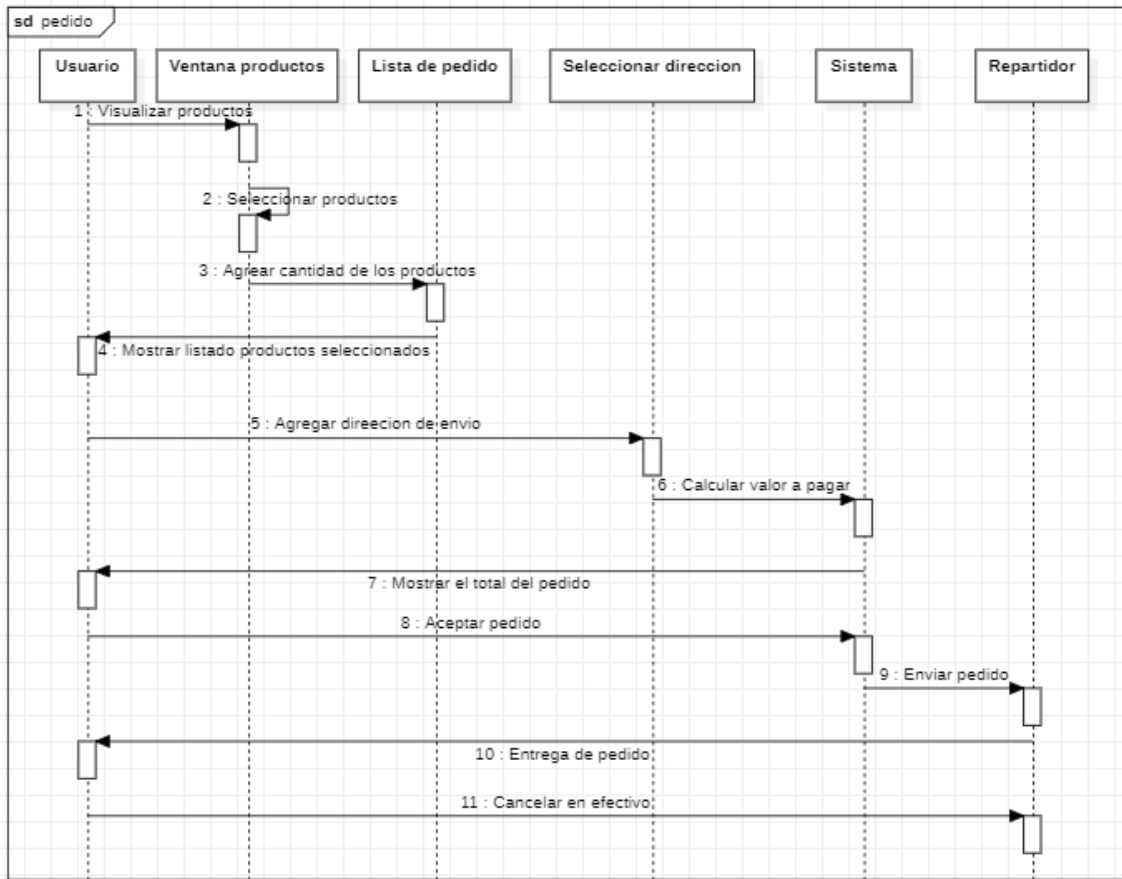 sd pedido
Usuario
Ventana productos
Lista de pedido
Seleccionar direccion
Sistema
Repartidor
1 : Visualizar productos
2 : Seleccionar productos
3 : Agrear cantidad de los productos
4 : Mostrar listado productos seleccionados
5 : Agregar direecion de envio
6 : Calcular valor a pagar
7 : Mostrar el total del pedido
8 : Aceptar pedido
9 : Enviar pedido
10 : Entrega de pedido
11 : Cancelar en efectivo